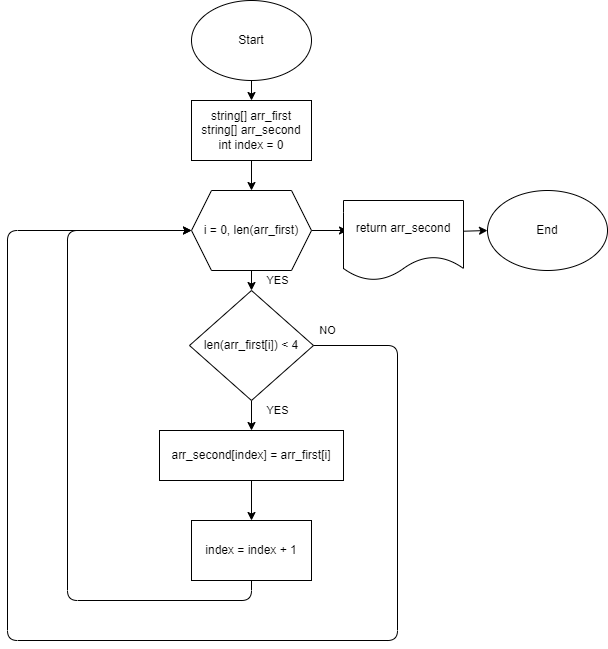 Start
string[] arr_first
string[] arr_second
int index = 0
i = 0, len(arr_first)
return arr_second
End
YES
len(arr_first[i]) < 4
NO
YES
arr_second[index] = arr_first[i]
index = index + 1